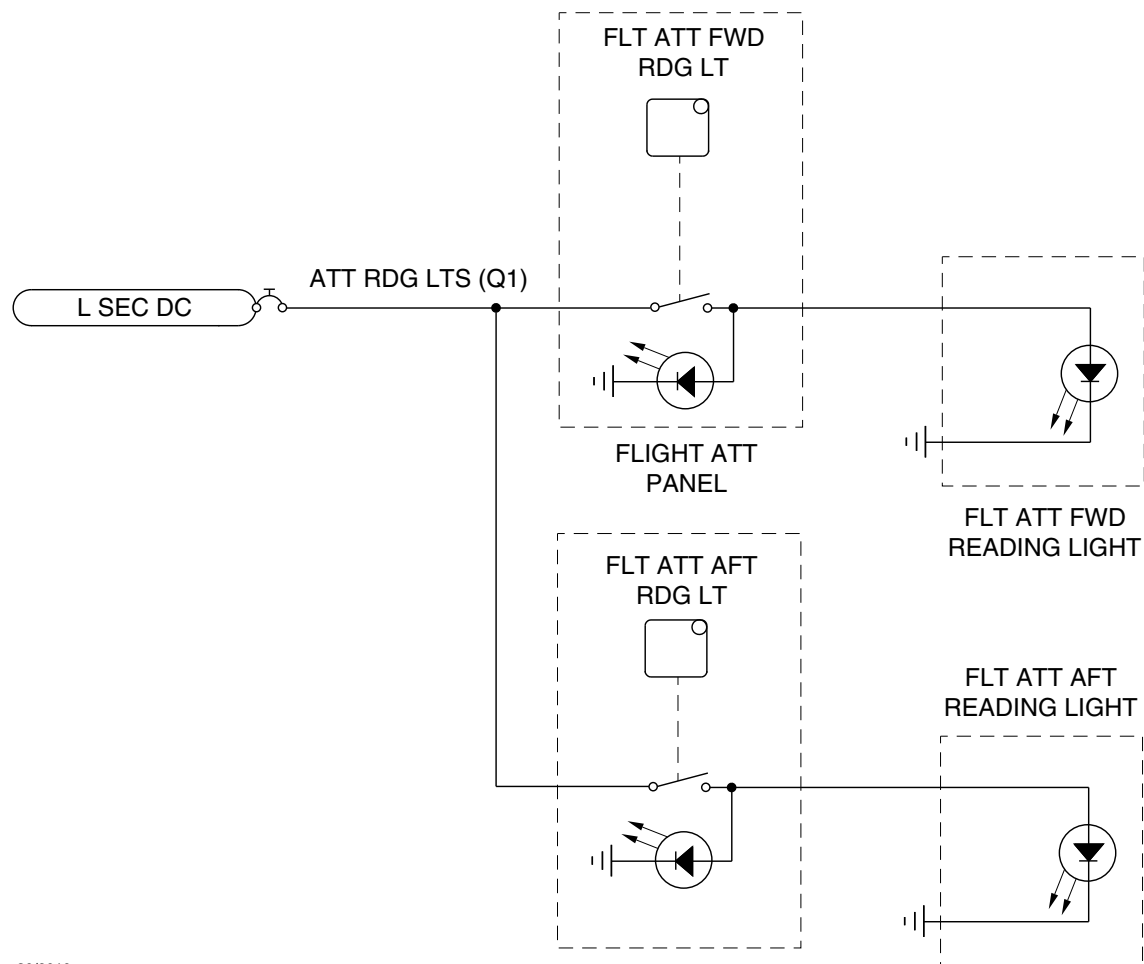 FLT ATT FWD
RDG LT
ATT RDG LTS (Q1)
L SEC DC
FLIGHT ATT
PANEL
FLT ATT FWD
READING LIGHT
FLT ATT AFT
RDG LT
FLT ATT AFT
READING LIGHT